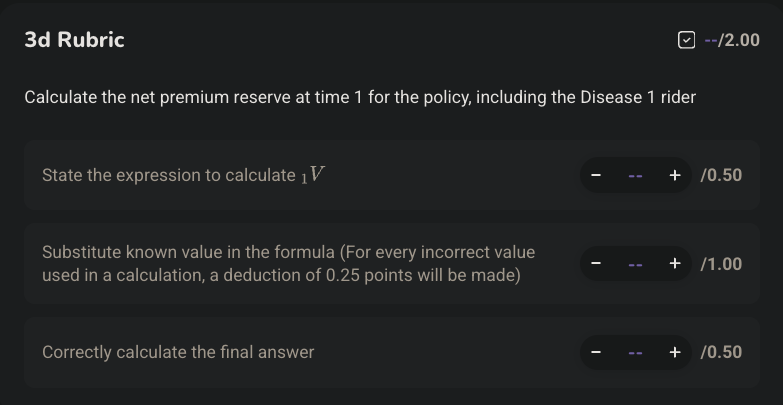 3d Rubric
--/2.00
Calculate the net premium reserve at time 1 for the policy, including the Disease 1 rider
State the expression to calculate ₁V
− -- + /0.50
Substitute known value in the formula (For every incorrect value
used in a calculation, a deduction of 0.25 points will be made)
− -- + /1.00
Correctly calculate the final answer
− -- + /0.50